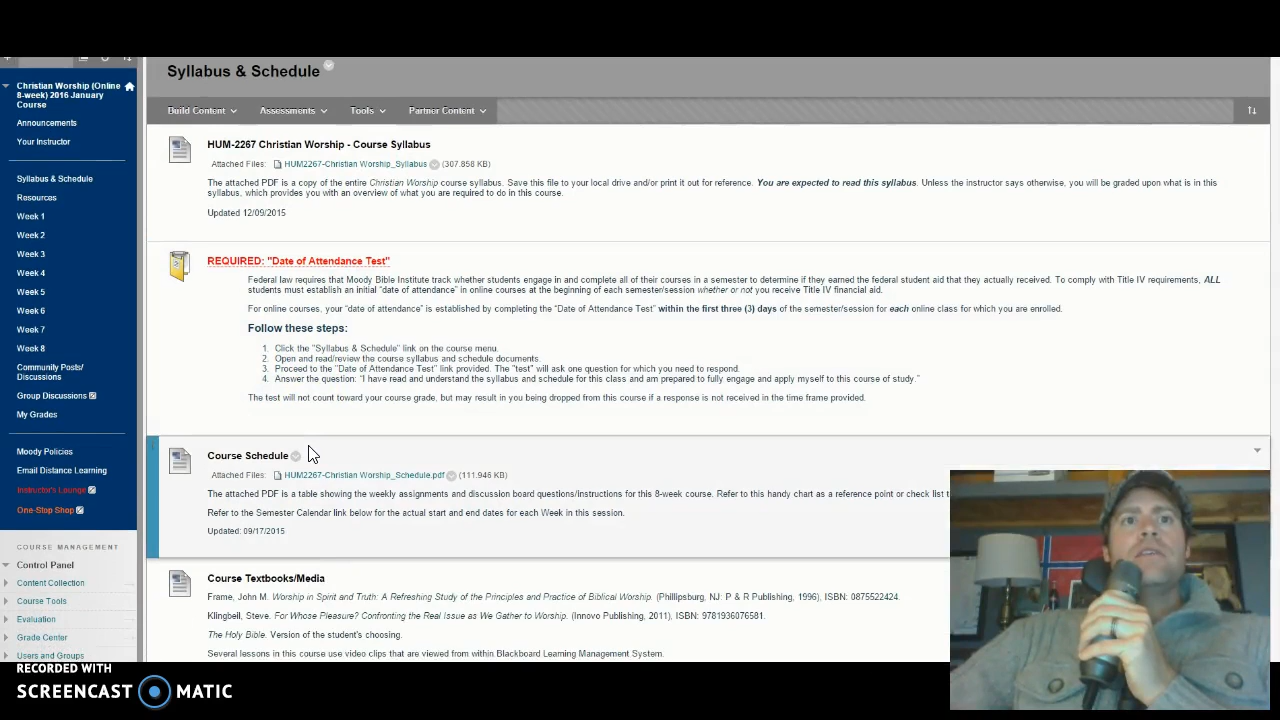 Syllabus & Schedule
Christian Worship (Online
8-week) 2016 January
Course
Announcements
Your Instructor
Syllabus & Schedule
Resources
Week 1
Week 2
Week 3
Week 4
Week 5
Week 6
Week 7
Week 8
Community Posts/
Discussions
Group Discussions
My Grades
Moody Policies
Email Distance Learning
Instructor's Lounge
One-Stop Shop
COURSE MANAGEMENT
Control Panel
Content Collection
Course Tools
Evaluation
Grade Center
Users and Groups
RECORDED WITH
SCREENCAST MATIC
Build Content Assessments Tools Partner Content
HUM-2267 Christian Worship - Course Syllabus
Attached Files: HUM2267-Christian Worship_Syllabus (307.858 KB)
The attached PDF is a copy of the entire Christian Worship course syllabus. Save this file to your local drive and/or print it out for reference. You are expected to read this syllabus. Unless the instructor says otherwise, you will be graded upon what is in this
syllabus, which provides you with an overview of what you are required to do in this course.
Updated 12/09/2015
REQUIRED: "Date of Attendance Test"
Federal law requires that Moody Bible Institute track whether students engage in and complete all of their courses in a semester to determine if they earned the federal student aid that they actually received. To comply with Title IV requirements, ALL
students must establish an initial "date of attendance" in online courses at the beginning of each semester/session whether or not you receive Title IV financial aid.
For online courses, your "date of attendance" is established by completing the "Date of Attendance Test" within the first three (3) days of the semester/session for each online class for which you are enrolled.
Follow these steps:
1. Click the "Syllabus & Schedule" link on the course menu.
2. Open and read/review the course syllabus and schedule documents.
3. Proceed to the "Date of Attendance Test" link provided. The "test" will ask one question for which you need to respond.
4. Answer the question: "I have read and understand the syllabus and schedule for this class and am prepared to fully engage and apply myself to this course of study."
The test will not count toward your course grade, but may result in you being dropped from this course if a response is not received in the time frame provided.
Course Schedule
Attached Files: HUM2267-Christian Worship_Schedule.pdf (111.946 KB)
The attached PDF is a table showing the weekly assignments and discussion board questions/instructions for this 8-week course. Refer to this handy chart as a reference point or check list t
Refer to the Semester Calendar link below for the actual start and end dates for each Week in this session.
Updated: 09/17/2015
Course Textbooks/Media
Frame, John M. Worship in Spirit and Truth: A Refreshing Study of the Principles and Practice of Biblical Worship. (Phillipsburg, NJ: P & R Publishing, 1996), ISBN: 0875522424.
Klingbell, Steve. For Whose Pleasure? Confronting the Real Issue as We Gather to Worship. (Innovo Publishing, 2011). ISBN: 9781936076581.
The Holy Bible. Version of the student's choosing.
Several lessons in this course use video clips that are viewed from within Blackboard Learning Management System.